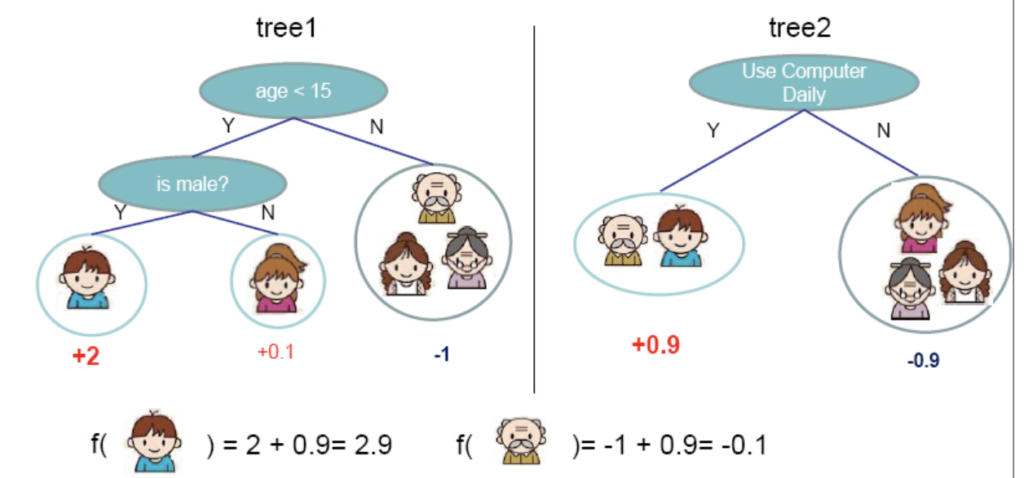 tree1
age < 15
Y
N
is male?
Y
N
+2
+0.1
-1
tree2
Use Computer
Daily
Y
N
+0.9
-0.9
f( ) = 2 + 0.9= 2.9
f( )= -1 + 0.9= -0.1